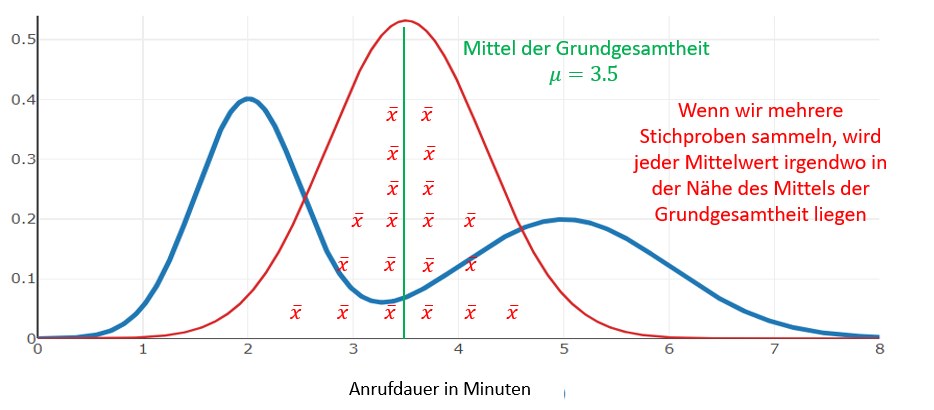 0.5
Mittel der Grundgesamtheit
μ = 3.5
0.4
Wenn wir mehrere
Stichproben sammeln, wird
jeder Mittelwert irgendwo in
der Nähe des Mittels der
Grundgesamtheit liegen
x̄ x̄
0.3
x̄ x̄
x̄ x̄
0.2
x̄ x̄ x̄ x̄
0.1
x̄ x̄ x̄ x̄
x̄ x̄ x̄ x̄ x̄ x̄
0
0 1 2 3 4 5 6 7 8
Anrufdauer in Minuten